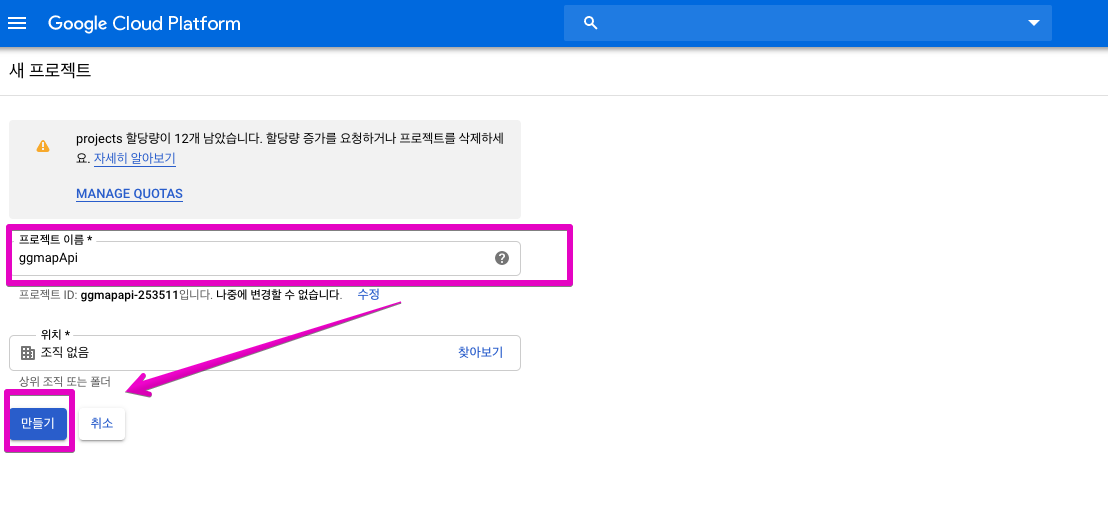 Google Cloud Platform
새 프로젝트
projects 할당량이 12개 남았습니다. 할당량 증가를 요청하거나 프로젝트를 삭제하세
요. 자세히 알아보기
MANAGE QUOTAS
프로젝트 이름 *
ggmapApi
프로젝트 ID: ggmapapi-253511입니다. 나중에 변경할 수 없습니다. 수정
위치 *
조직 없음 찾아보기
상위 조직 또는 폴더
만들기 취소